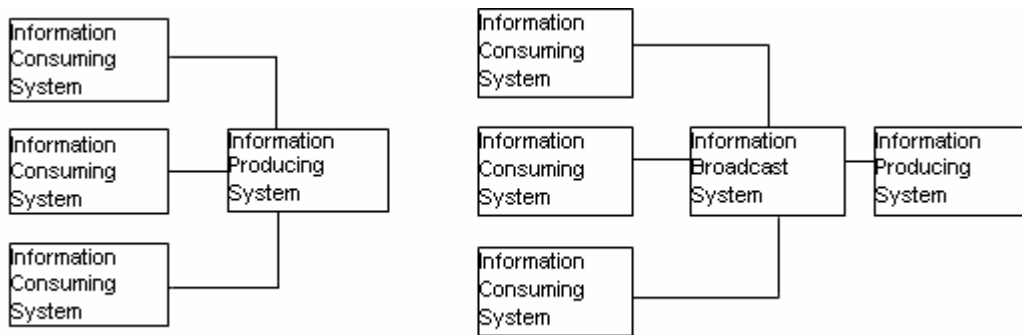 Information
Consuming
System
Information
Consuming
System
Information
Consuming
System
Information
Producing
System
Information
Consuming
System
Information
Consuming
System
Information
Consuming
System
Information
Broadcast
System
Information
Producing
System